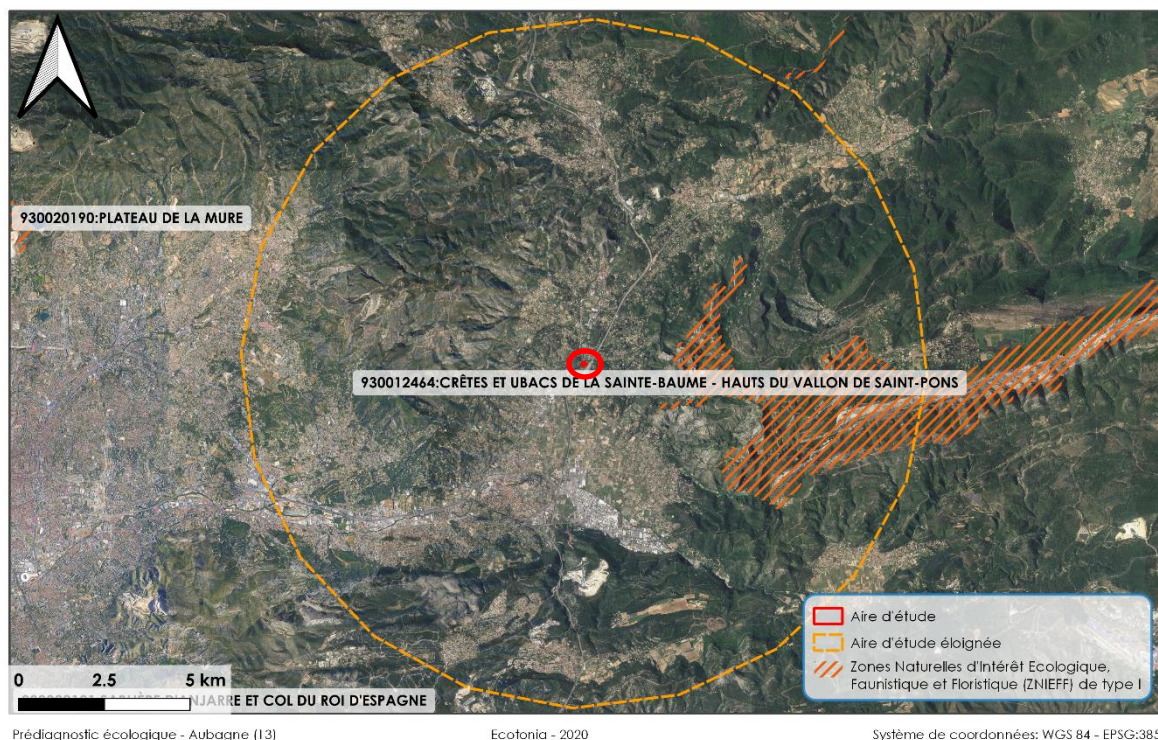 930020190:PLATEAU DE LA MURE
930012464:CRÊTES ET UBACS DE LA SAINTE-BAUME - HAUTS DU VALLON DE SAINT-PONS
Aire d'étude
Aire d'étude éloignée
Zones Naturelles d'Intérêt Ecologique,
Faunistique et Floristique (ZNIEFF) de type I
0 2.5 5 km
ET COL DU ROI D'ESPAGNE
Prédiagnostic écologique - Aubagne (13) Ecotonia - 2020 Système de coordonnées: WGS 84 - EPSG:385